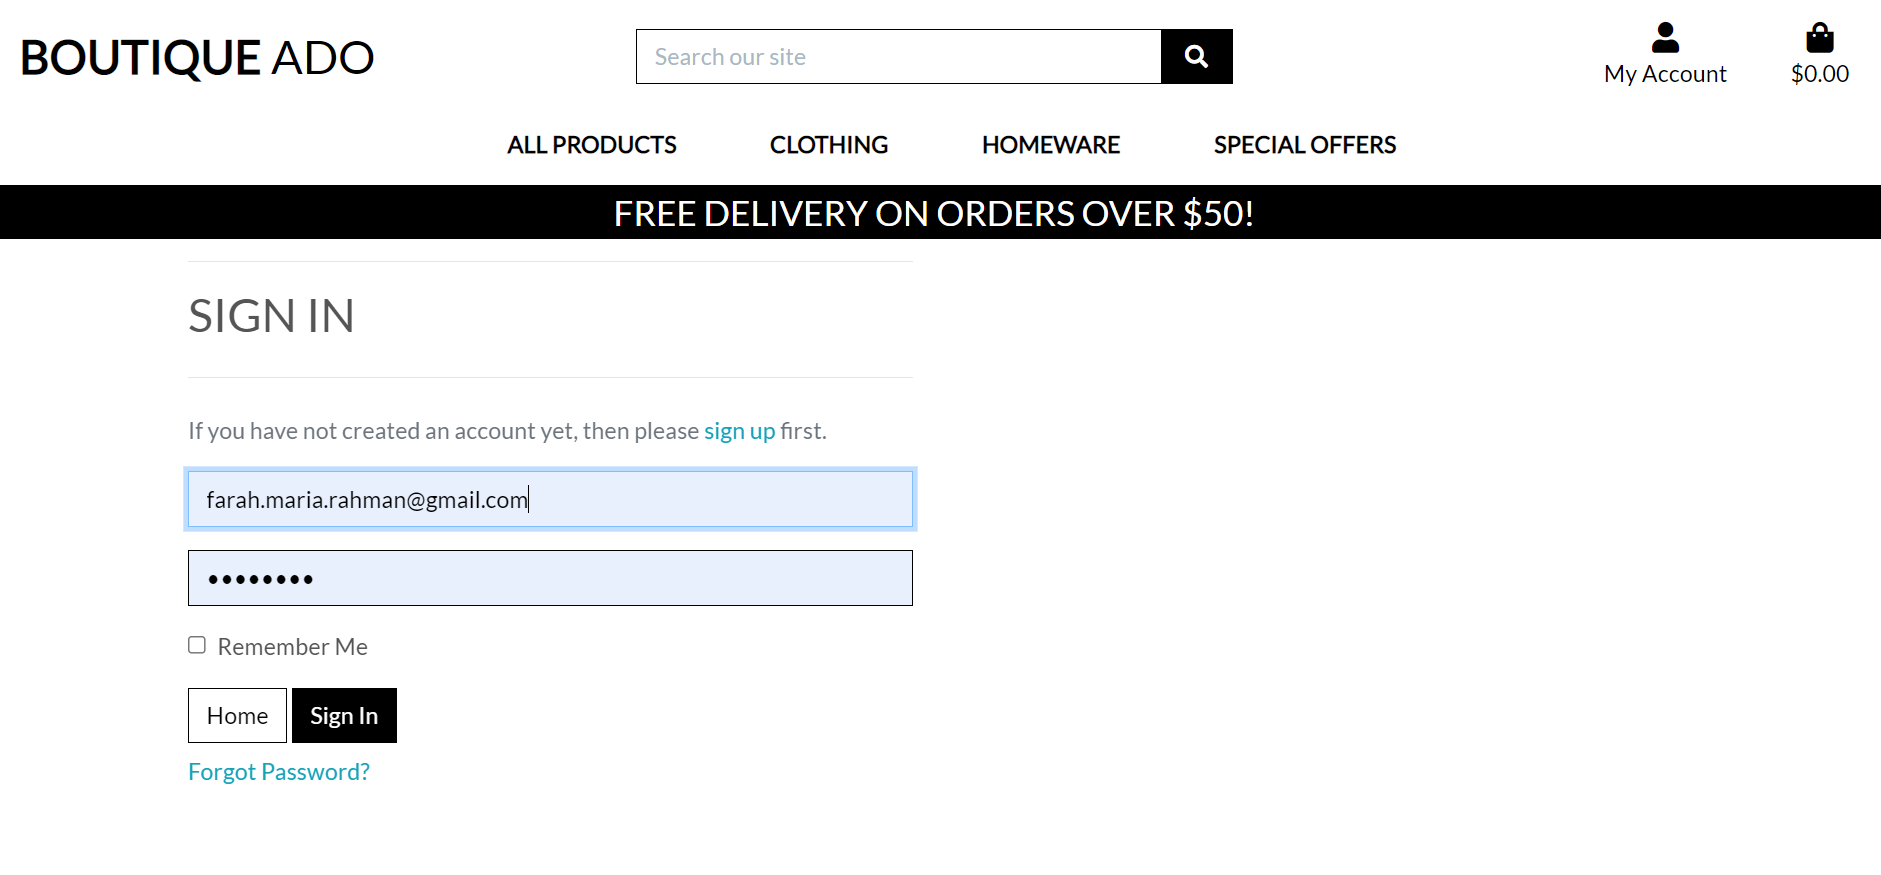 BOUTIQUE ADO
Search our site
My Account
$0.00
ALL PRODUCTS
CLOTHING
HOMEWARE
SPECIAL OFFERS
FREE DELIVERY ON ORDERS OVER $50!
SIGN IN
If you have not created an account yet, then please sign up first.
farah.maria.rahman@gmail.com
••••••••
Remember Me
Home
Sign In
Forgot Password?